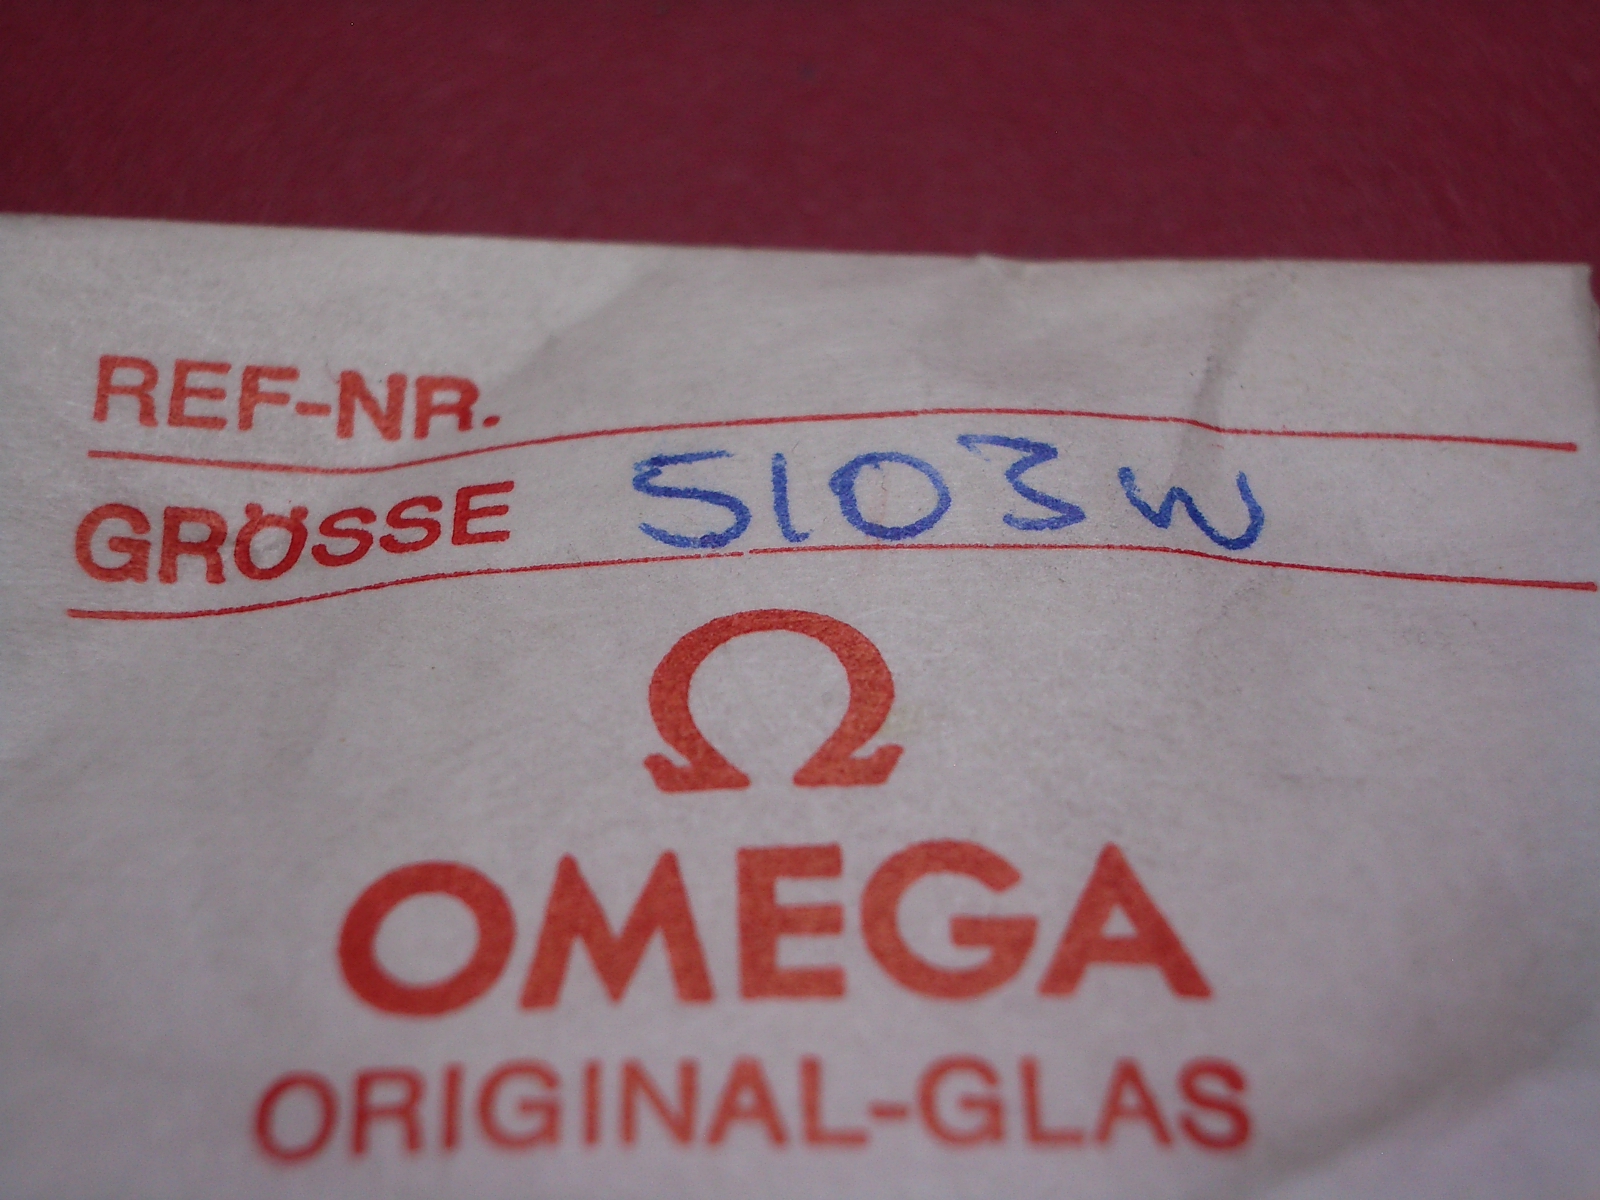 REF-NR.
GRÖSSE 5103W
Ω
OMEGA
ORIGINAL-GLAS